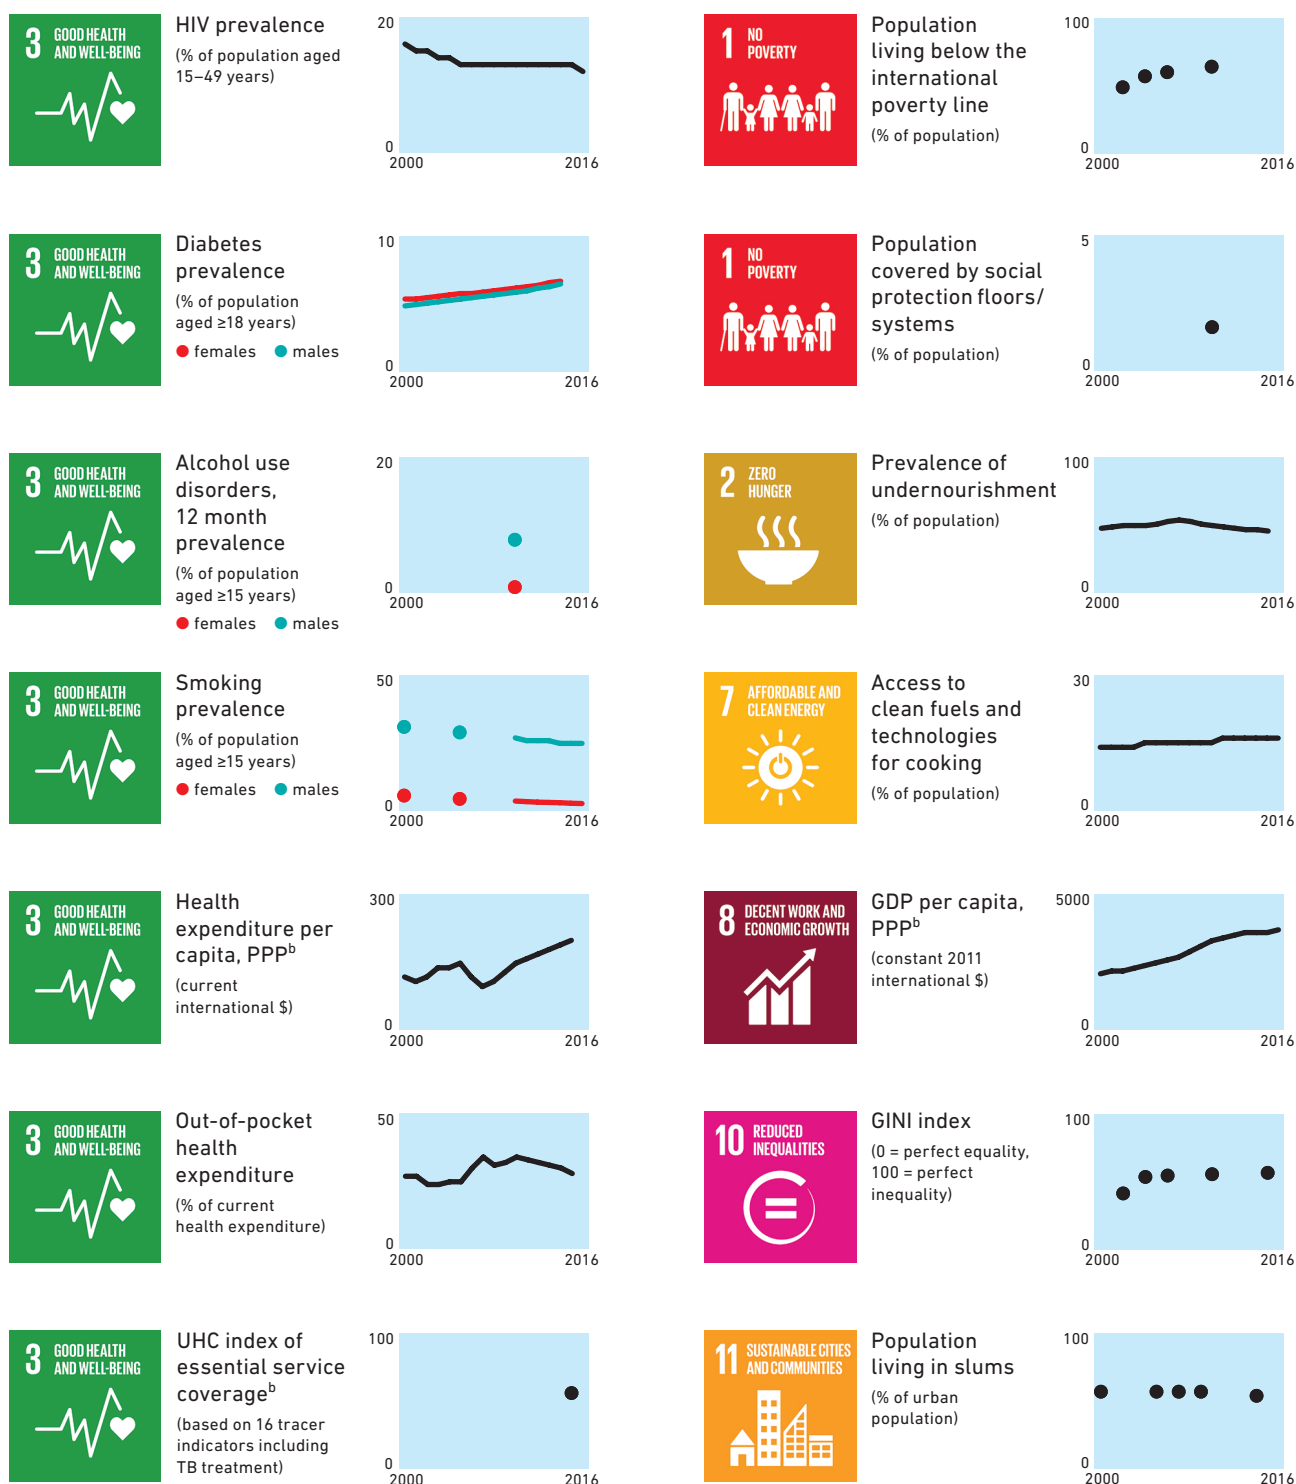 3 GOOD HEALTH
AND WELL-BEING
HIV prevalence
(% of population aged
15–49 years)
20
0
2000 2016
1 NO
POVERTY
Population
living below the
international
poverty line
(% of population)
100
0
2000 2016
3 GOOD HEALTH
AND WELL-BEING
Diabetes
prevalence
(% of population
aged ≥18 years)
females males
10
0
2000 2016
1 NO
POVERTY
Population
covered by social
protection floors/
systems
(% of population)
5
0
2000 2016
3 GOOD HEALTH
AND WELL-BEING
Alcohol use
disorders,
12 month
prevalence
(% of population
aged ≥15 years)
females males
20
0
2000 2016
2 ZERO
HUNGER
Prevalence of
undernourishment
(% of population)
100
0
2000 2016
3 GOOD HEALTH
AND WELL-BEING
Smoking
prevalence
(% of population
aged ≥15 years)
females males
50
0
2000 2016
7 AFFORDABLE AND
CLEAN ENERGY
Access to
clean fuels and
technologies
for cooking
(% of population)
30
0
2000 2016
3 GOOD HEALTH
AND WELL-BEING
Health
expenditure per
capita, PPPb
(current
international $)
300
0
2000 2016
8 DECENT WORK AND
ECONOMIC GROWTH
GDP per capita,
PPPb
(constant 2011
international $)
5000
0
2000 2016
3 GOOD HEALTH
AND WELL-BEING
Out-of-pocket
health
expenditure
(% of current
health expenditure)
50
0
2000 2016
10 REDUCED
INEQUALITIES
GINI index
(0 = perfect equality,
100 = perfect
inequality)
100
0
2000 2016
3 GOOD HEALTH
AND WELL-BEING
UHC index of
essential service
coverageb
(based on 16 tracer
indicators including
TB treatment)
100
0
2000 2016
11 SUSTAINABLE CITIES
AND COMMUNITIES
Population
living in slums
(% of urban
population)
100
0
2000 2016